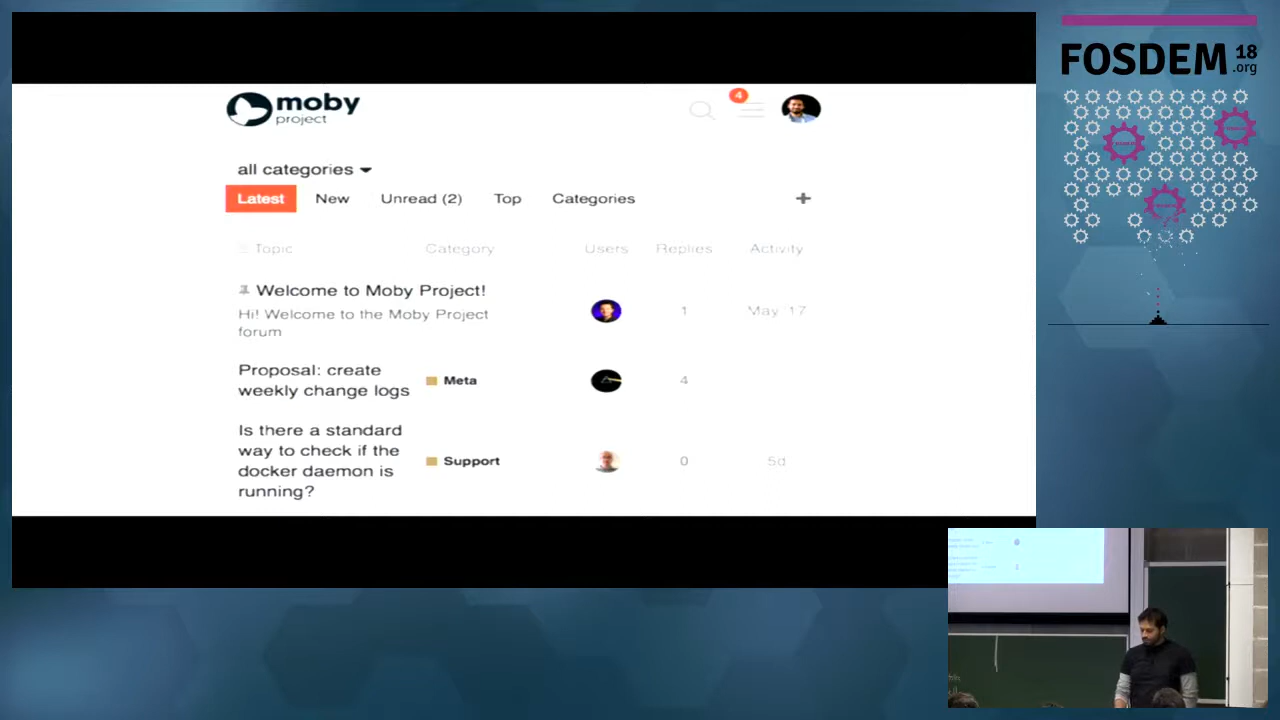 FOSDEM 18
.org
moby
project
4
all categories
Latest New Unread (2) Top Categories +
Topic Category Users Replies Activity
Welcome to Moby Project!
Hi! Welcome to the Moby Project
forum
1 May '17
Proposal: create
weekly change logs
Meta 4
Is there a standard
way to check if the
docker daemon is
running?
Support 0 5d